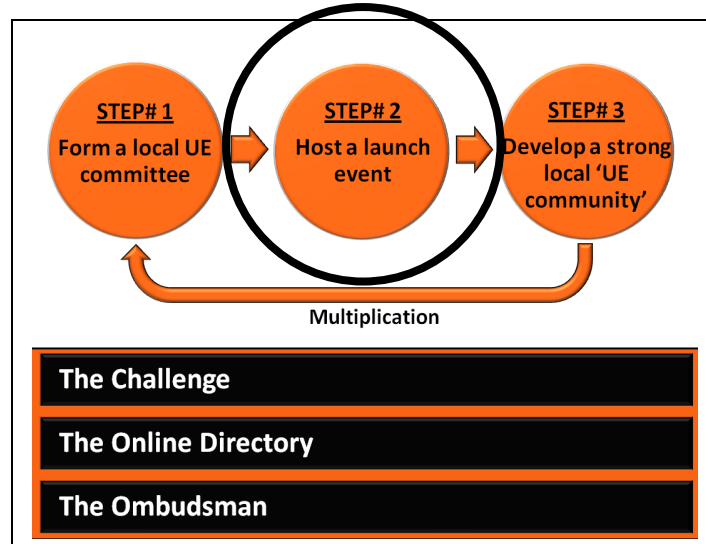 STEP# 1
Form a local UE
committee
STEP# 2
Host a launch
event
STEP# 3
Develop a strong
local ‘UE
community’
Multiplication
The Challenge
The Online Directory
The Ombudsman